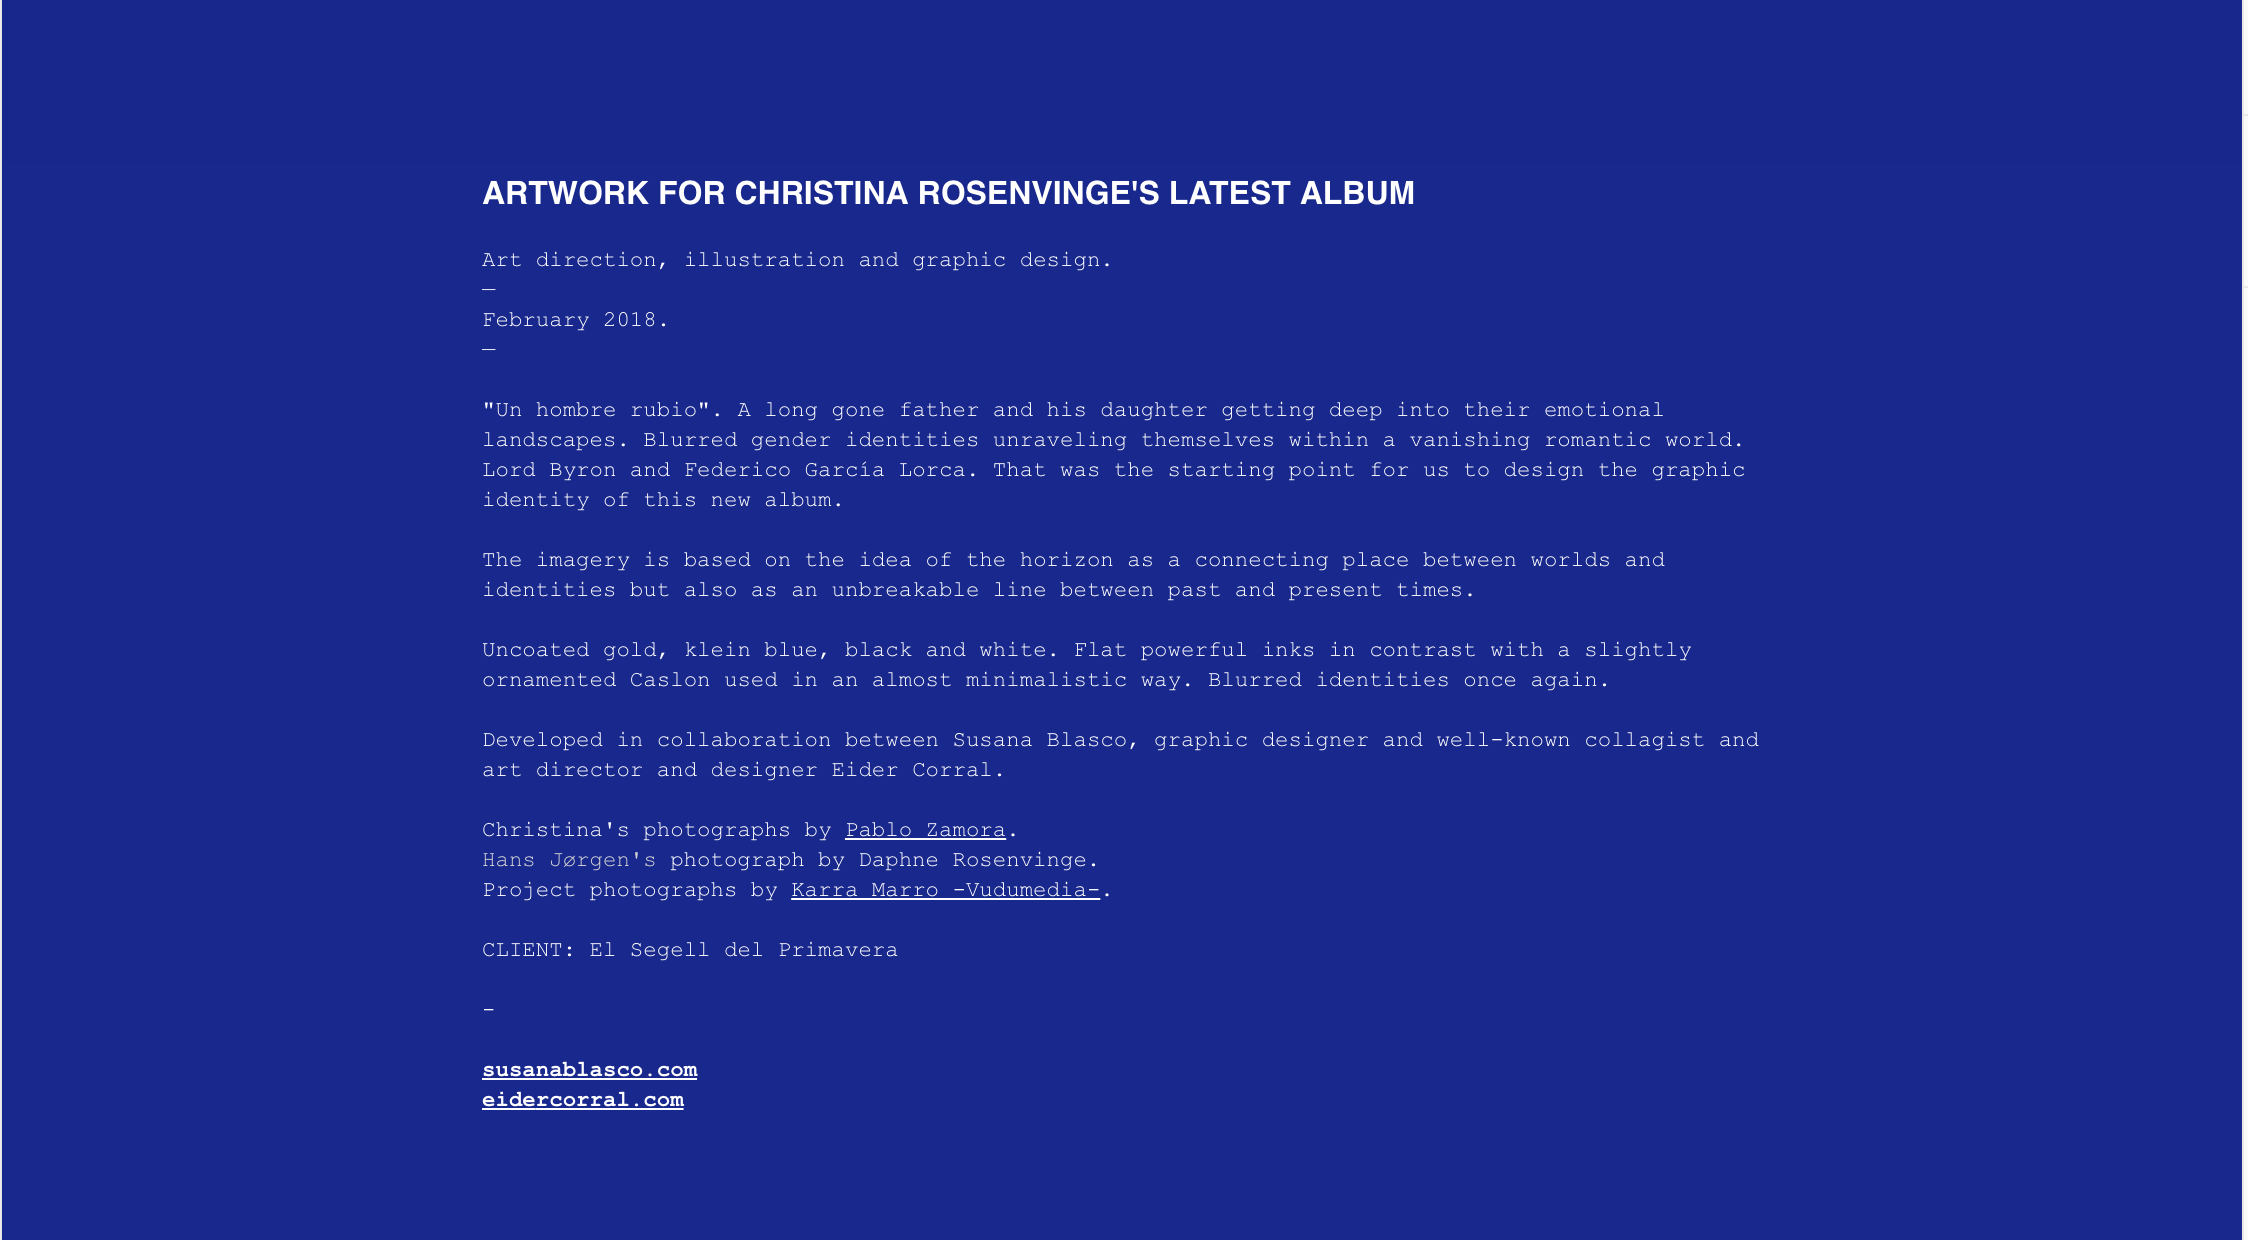 ARTWORK FOR CHRISTINA ROSENVINGE'S LATEST ALBUM
Art direction, illustration and graphic design.
—
February 2018.
—
"Un hombre rubio". A long gone father and his daughter getting deep into their emotional
landscapes. Blurred gender identities unraveling themselves within a vanishing romantic world.
Lord Byron and Federico García Lorca. That was the starting point for us to design the graphic
identity of this new album.
The imagery is based on the idea of the horizon as a connecting place between worlds and
identities but also as an unbreakable line between past and present times.
Uncoated gold, klein blue, black and white. Flat powerful inks in contrast with a slightly
ornamented Caslon used in an almost minimalistic way. Blurred identities once again.
Developed in collaboration between Susana Blasco, graphic designer and well-known collagist and
art director and designer Eider Corral.
Christina's photographs by Pablo Zamora.
Hans Jørgen's photograph by Daphne Rosenvinge.
Project photographs by Karra Marro -Vudumedia-.
CLIENT: El Segell del Primavera
-
susanablasco.com
eidercorral.com